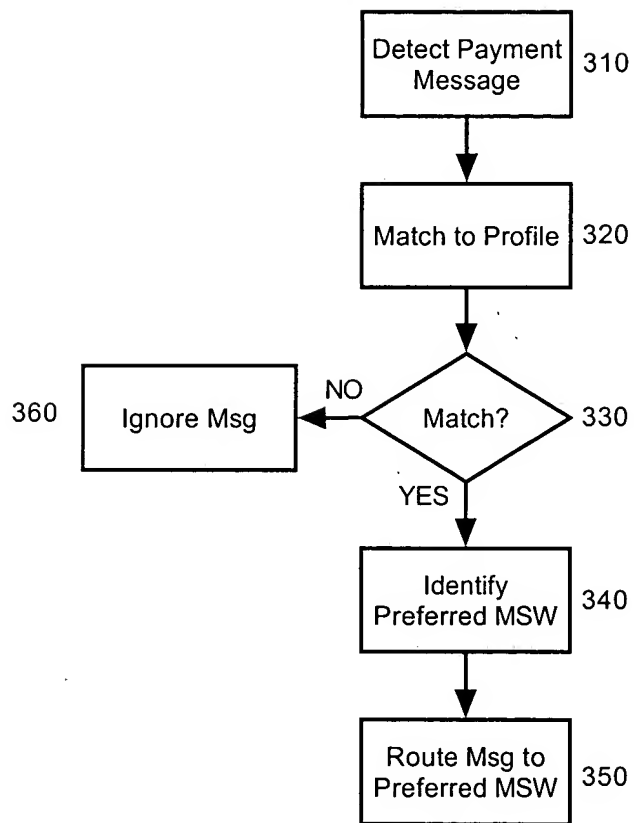 Detect Payment
Message
310
Match to Profile
320
360
Ignore Msg
NO
Match?
330
YES
Identify
Preferred MSW
340
Route Msg to
Preferred MSW
350